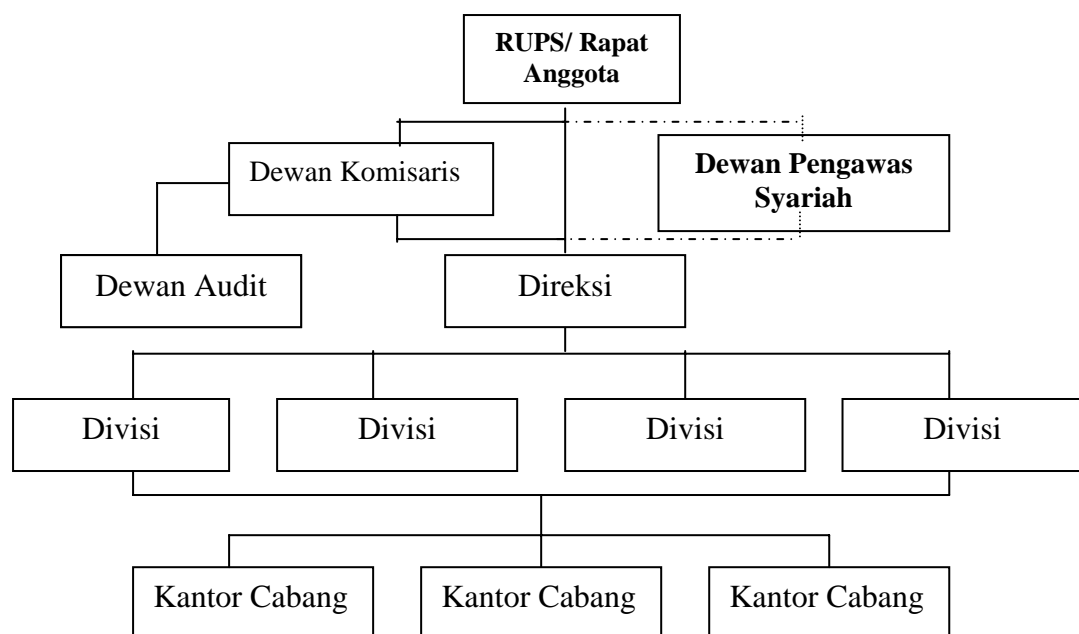 RUPS/ Rapat
Anggota
Dewan Komisaris
Dewan Pengawas
Syariah
Dewan Audit
Direksi
Divisi
Divisi
Divisi
Divisi
Kantor Cabang
Kantor Cabang
Kantor Cabang